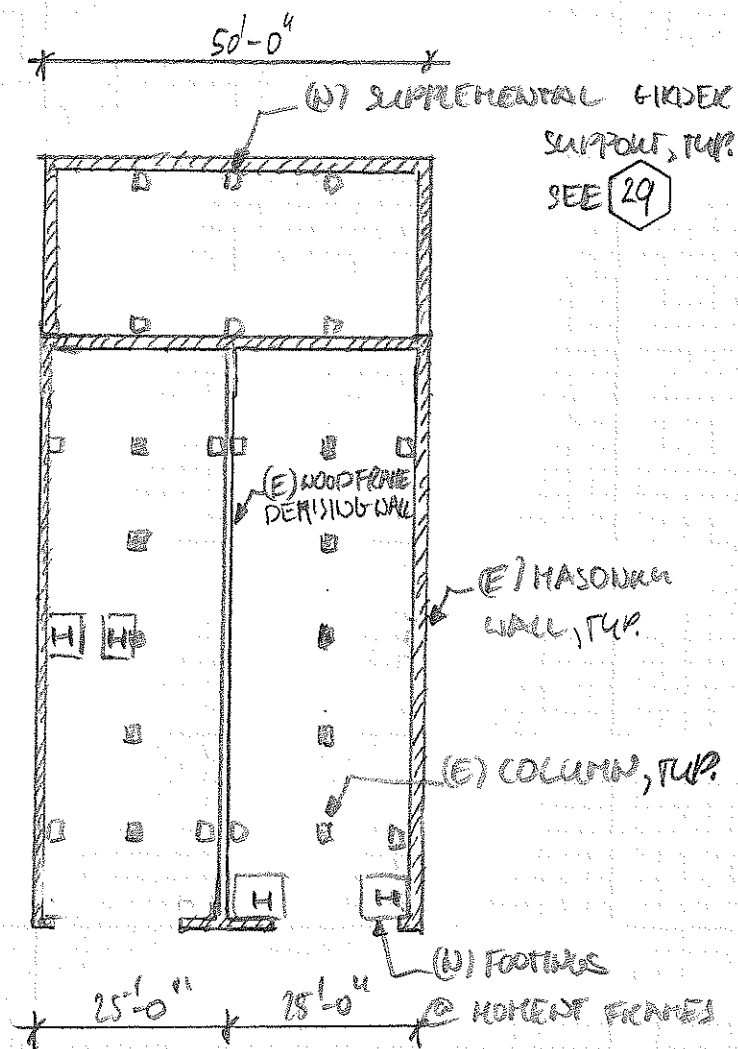 50'-0"
(N) SUPPLEMENTAL GIRDER
SUPPORT, TYP.
SEE 29
(E) WOOD FRAME
DEMISING WALL
(E) MASONRY
WALL, TYP.
H H
(E) COLUMN, TYP.
H H
(N) FOOTINGS
@ MOMENT FRAMES
25'-0" 25'-0"